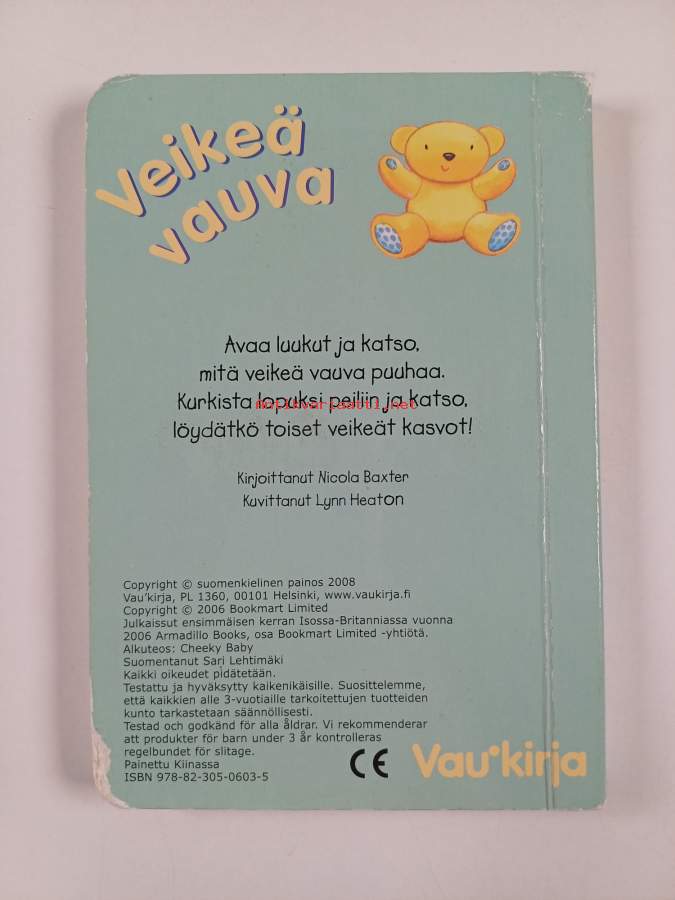 Veikeä
vauva
Avaa luukut ja katso,
mitä veikeä vauva puuhaa.
Kurkista lopuksi peiliin ja katso,
antikvariaatti.net
löydätkö toiset veikeät kasvot!
Kirjoittanut Nicola Baxter
Kuvittanut Lynn Heaton
Copyright © suomenkielinen painos 2008
Vau'kirja, PL 1360, 00101 Helsinki, www.vaukirja.fi
Copyright © 2006 Bookmart Limited
Julkaissut ensimmäisen kerran Isossa-Britanniassa vuonna
2006 Armadillo Books, osa Bookmart Limited -yhtiötä.
Alkuteos: Cheeky Baby
Suomentanut Sari Lehtimäki
Kaikki oikeudet pidätetään.
Testattu ja hyväksytty kaikenikäisille. Suosittelemme,
että kaikkien alle 3-vuotiaille tarkoitettujen tuotteiden
kunto tarkastetaan säännöllisesti.
Testad och godkänd för alla åldrar. Vi rekommenderar
att produkter för barn under 3 år kontrolleras
regelbundet för slitage.
Painettu Kiinassa
ISBN 978-82-305-0603-5
CE
Vau'kirja